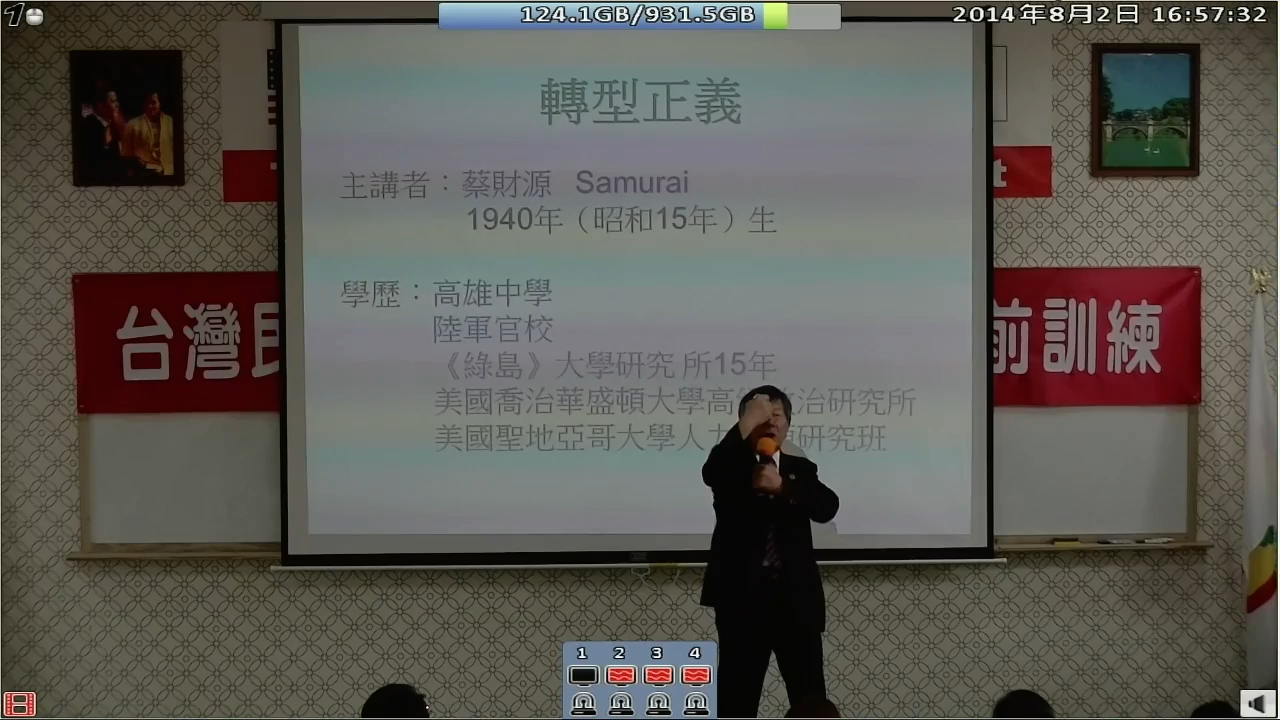 1
124.1GB/931.5GB
2014年8月2日 16:57:32
轉型正義
主講者：蔡財源 Samurai
1940年（昭和15年）生
學歷：高雄中學
陸軍官校
《綠島》大學研究 所15年
美國喬治華盛頓大學高 治研究所
美國聖地亞哥大學人 研究班
t
台灣民
前訓練
1 2 3 4